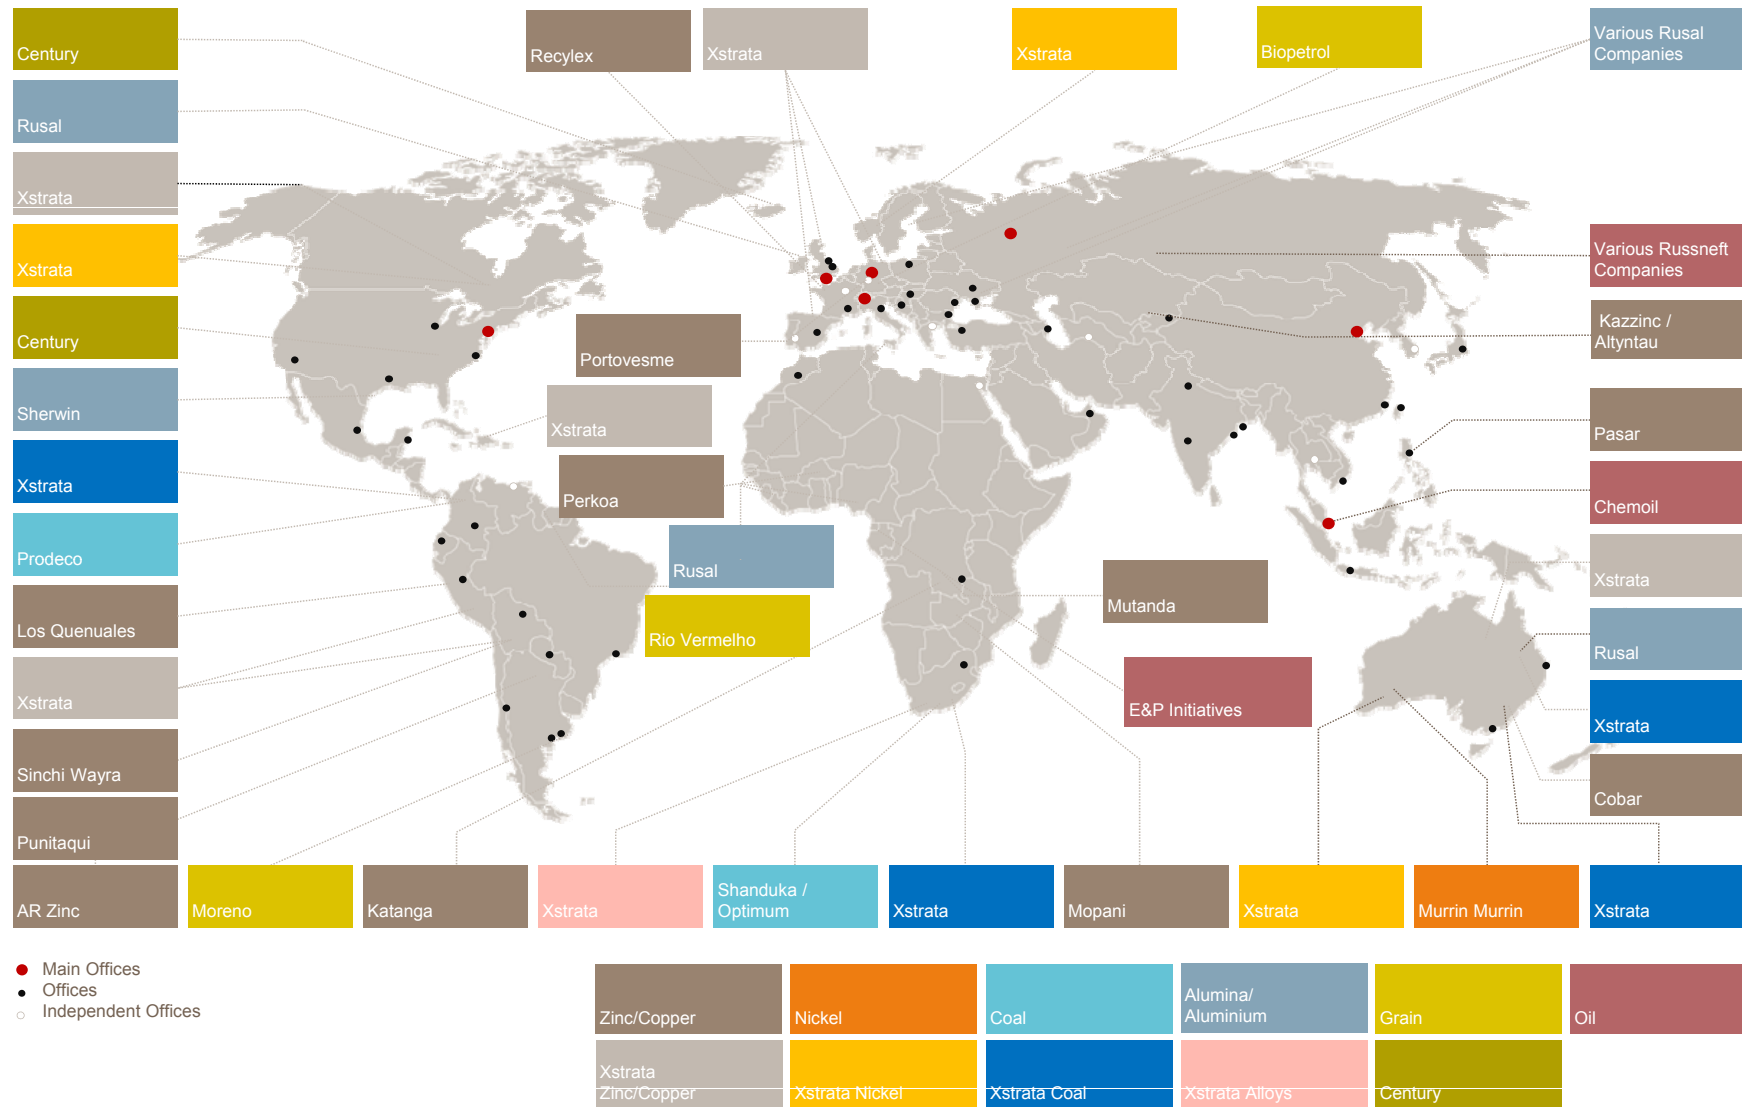 Century
Recylex
Xstrata
Xstrata
Biopetrol
Various Rusal
Companies
Rusal
Xstrata
Xstrata
Various Russneft
Companies
Century
Portovesme
Kazzinc /
Altyntau
Sherwin
Xstrata
Pasar
Xstrata
Perkoa
Chemoil
Prodeco
Rusal
Xstrata
Los Quenuales
Rio Vermelho
Mutanda
Rusal
Xstrata
E&P Initiatives
Xstrata
Sinchi Wayra
Cobar
Punitaqui
AR Zinc
Moreno
Katanga
Xstrata
Shanduka /
Optimum
Xstrata
Mopani
Xstrata
Murrin Murrin
Xstrata
Main Offices
Offices
Independent Offices
Zinc/Copper
Nickel
Coal
Alumina/
Aluminium
Grain
Oil
Xstrata
Zinc/Copper
Xstrata Nickel
Xstrata Coal
Xstrata Alloys
Century